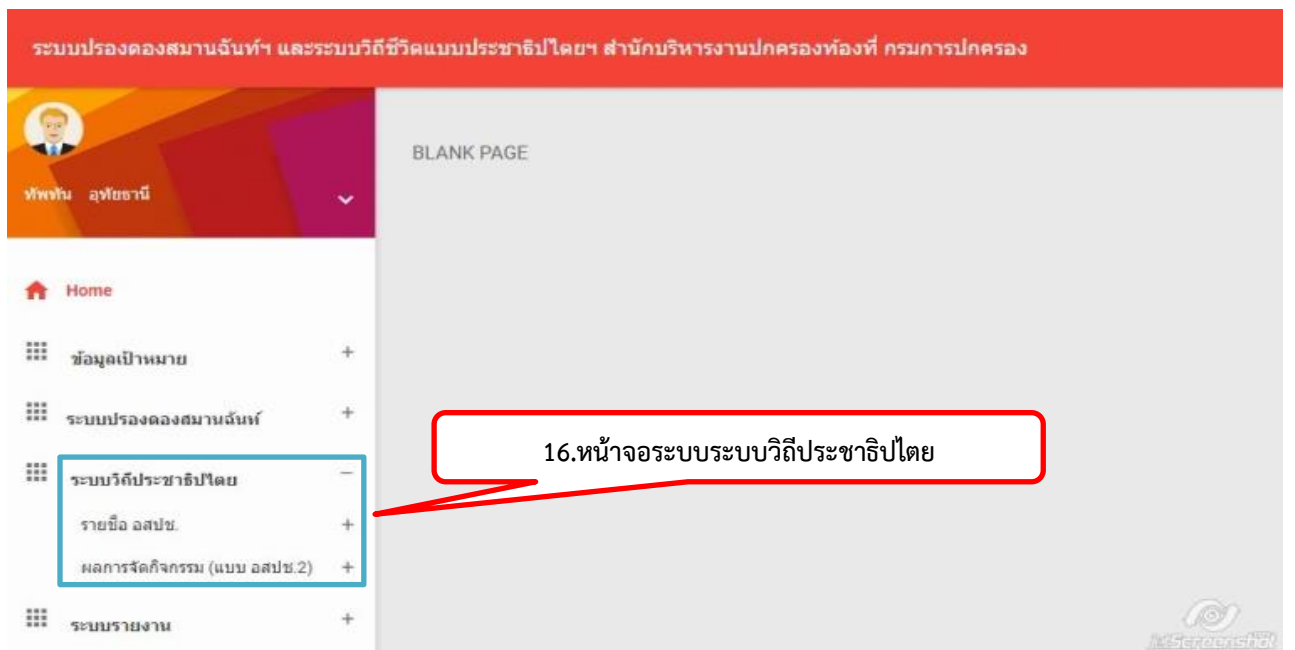 ระบบปรองดองสมานฉันท์ฯ และระบบวิถีชีวิตแบบประชาธิปไตยฯ สำนักบริหารงานปกครองท้องที่ กรมการปกครอง
BLANK PAGE
ทัพทัน อุทัยธานี
Home
ข้อมูลเป้าหมาย +
ระบบปรองดองสมานฉันท์ +
16.หน้าจอระบบระบบวิถีประชาธิปไตย
ระบบวิถีประชาธิปไตย −
รายชื่อ อสปช. +
ผลการจัดกิจกรรม (แบบ อสปช.2) +
ระบบรายงาน +